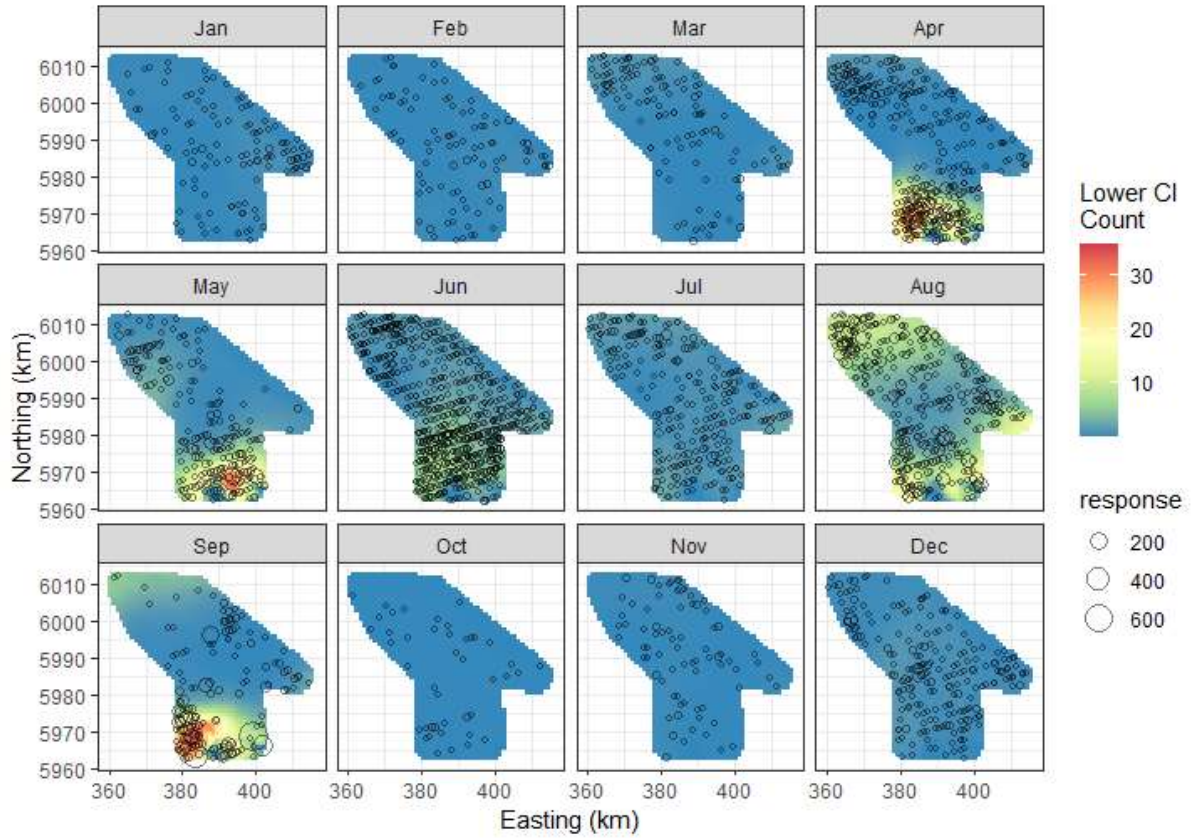 Jan Feb Mar Apr
6010
6000
5990
5980
5970
5960
May Jun Jul Aug
6010
6000
5990
5980
5970
5960
Sep Oct Nov Dec
6010
6000
5990
5980
5970
5960
360 380 400 360 380 400 360 380 400 360 380 400
Easting (km)
Northing (km)
Lower CI
Count
30
20
10
response
200
400
600